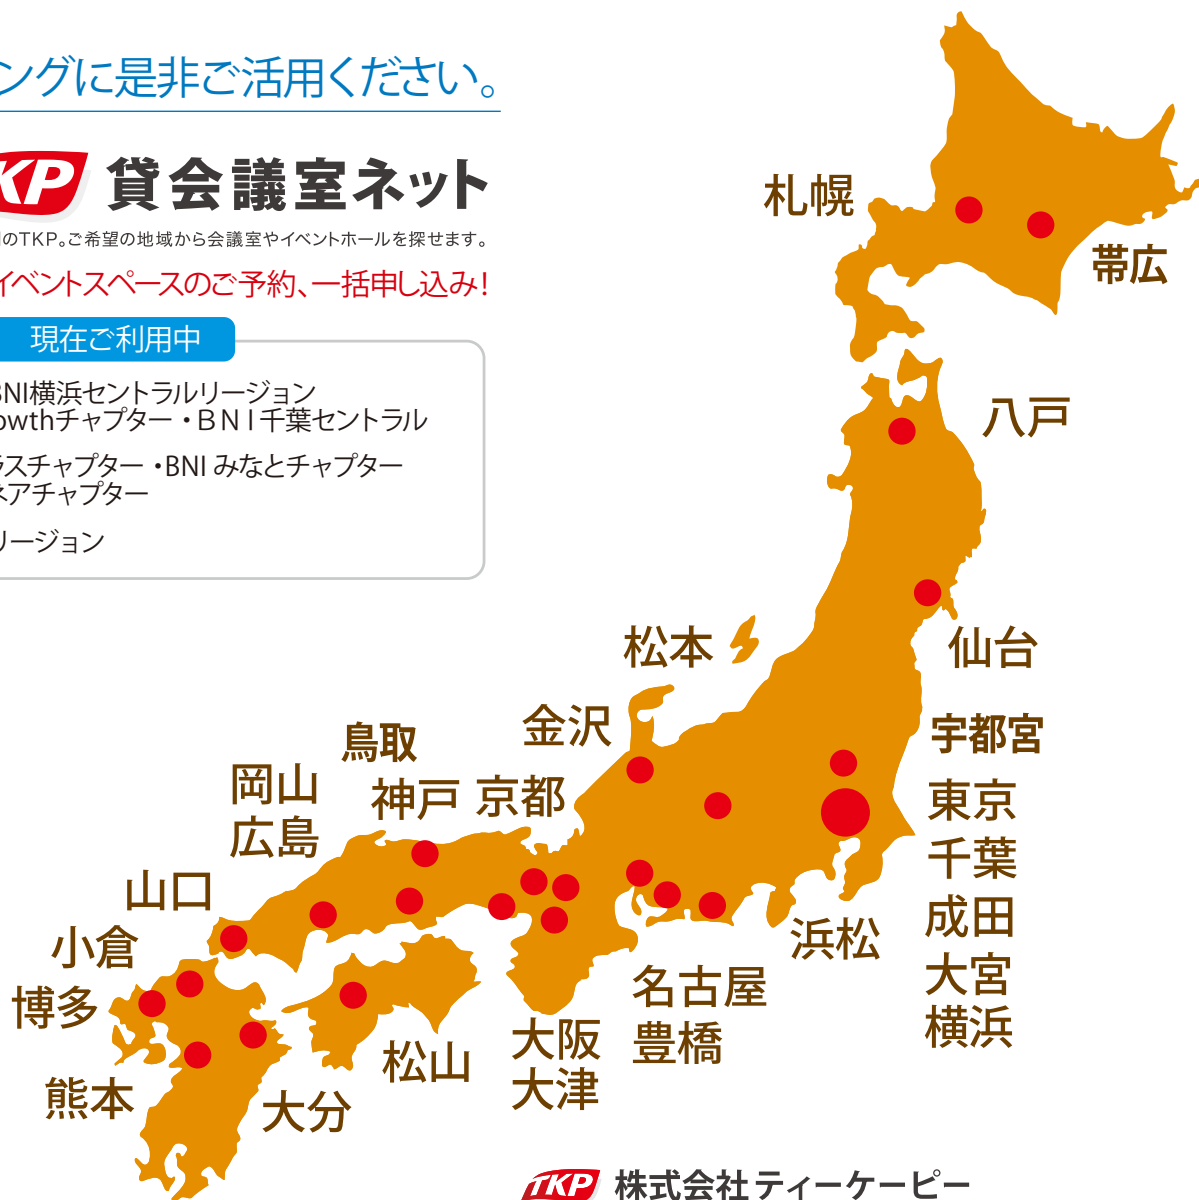 ングに是非ご活用ください。
KP 貸会議室ネット
のTKP。ご希望の地域から会議室やイベントホールを探せます。
イベントスペースのご予約、一括申し込み!
現在ご利用中
BNI横浜セントラルリージョン
owthチャプター ・ＢＮＩ千葉セントラル
ラスチャプター ・BNI みなとチャプター
ネアチャプター
リージョン
札幌
帯広
八戸
仙台
松本
金沢
宇都宮
鳥取
岡山
神戸 京都
広島
東京
千葉
成田
大宮
横浜
山口
小倉
博多
浜松
名古屋
豊橋
大阪
大津
松山
熊本
大分
TKP 株式会社 ティーケーピー